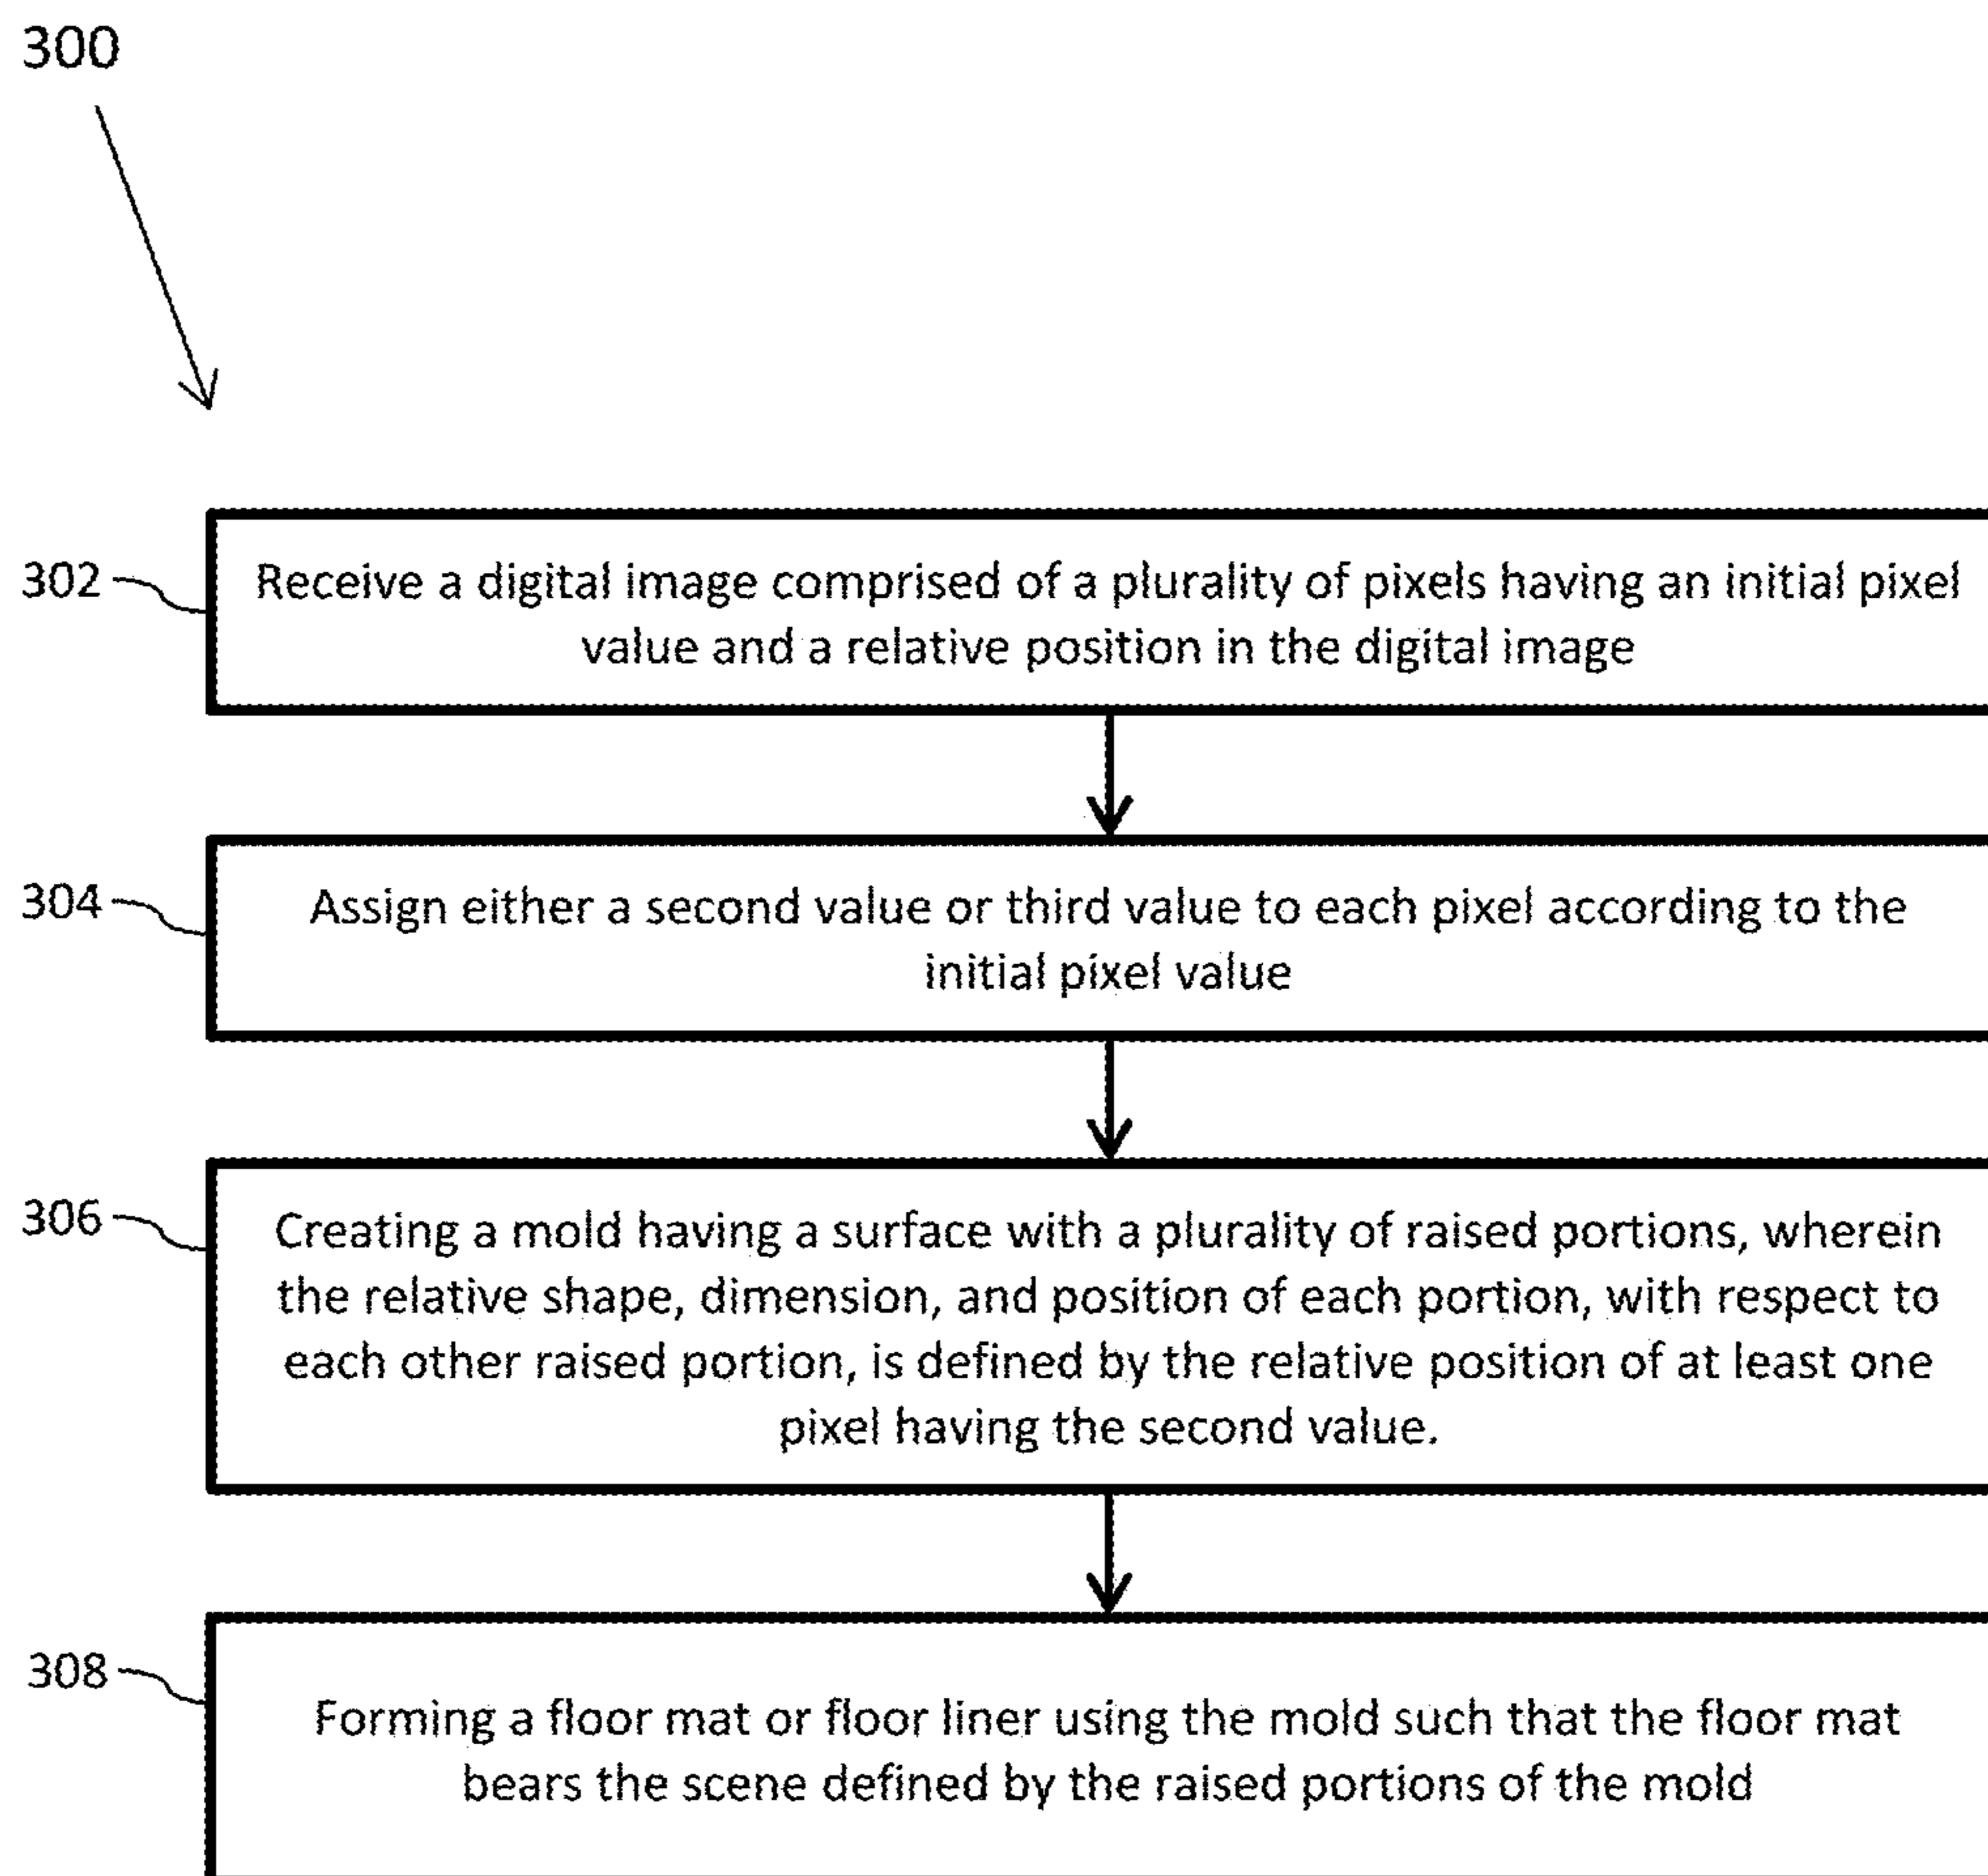 300
302
Receive a digital image comprised of a plurality of pixels having an initial pixel
value and a relative position in the digital image
304
Assign either a second value or third value to each pixel according to the
initial pixel value
306
Creating a mold having a surface with a plurality of raised portions, wherein
the relative shape, dimension, and position of each portion, with respect to
each other raised portion, is defined by the relative position of at least one
pixel having the second value.
308
Forming a floor mat or floor liner using the mold such that the floor mat
bears the scene defined by the raised portions of the mold